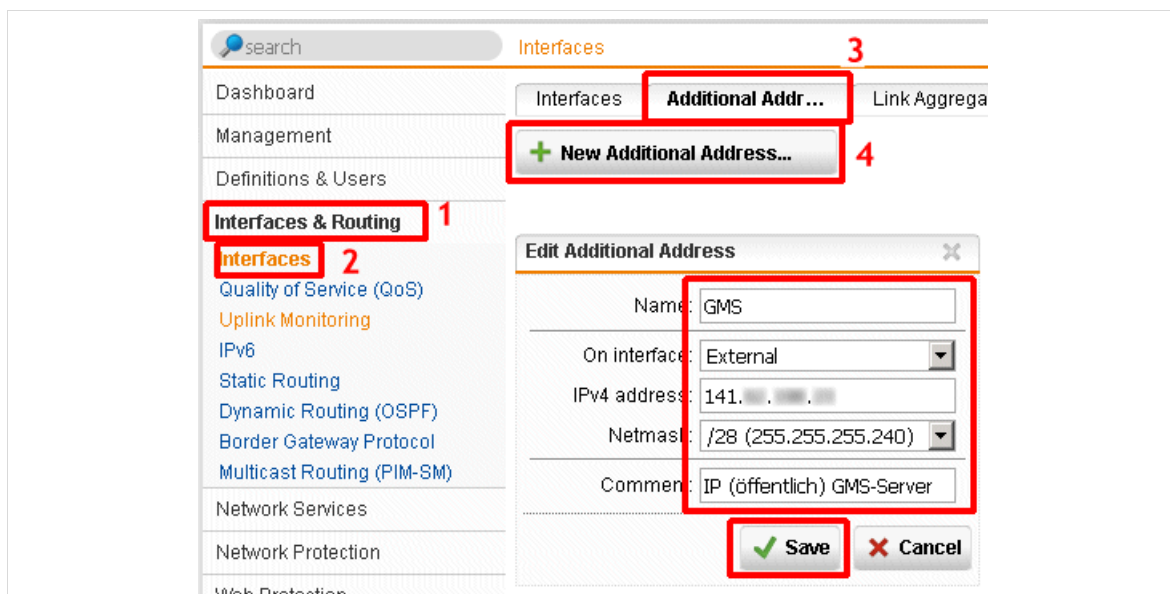 search
Interfaces
3
Dashboard
Interfaces
Additional Addr...
Link Aggrega
Management
New Additional Address...
4
Definitions & Users
Interfaces & Routing
1
Interfaces
2
Quality of Service (QoS)
Uplink Monitoring
IPv6
Static Routing
Dynamic Routing (OSPF)
Border Gateway Protocol
Multicast Routing (PIM-SM)
Network Services
Network Protection
Web Protection
Edit Additional Address
Name: GMS
On interface: External
IPv4 address: 141.
Netmask: /28 (255.255.255.240)
Comment: IP (öffentlich) GMS-Server
Save
Cancel